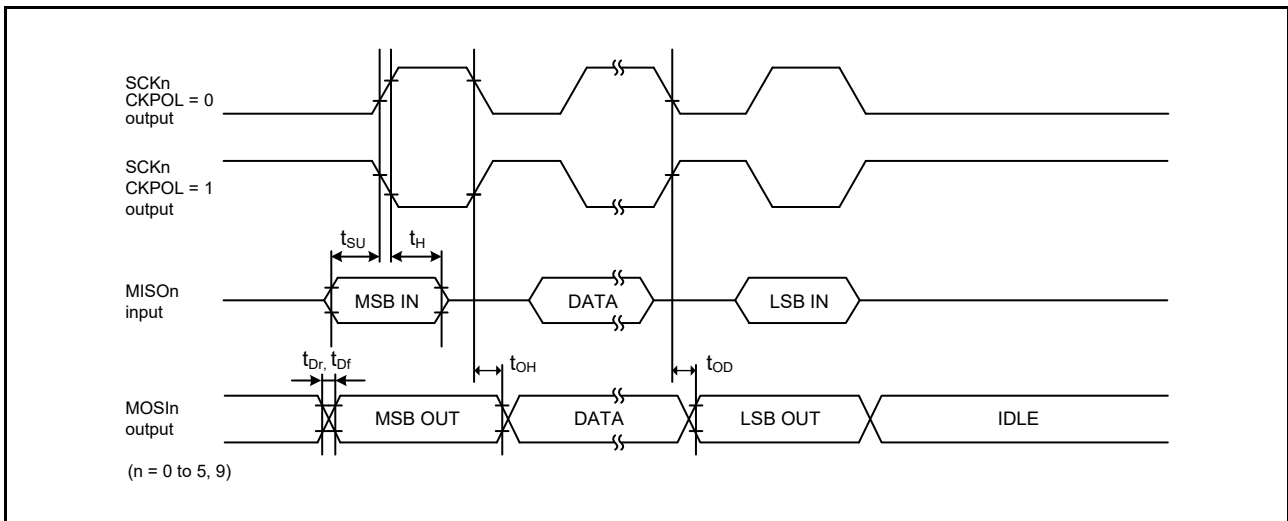 SCKn
CKPOL = 0
output
SCKn
CKPOL = 1
output
tSU
tH
MISOn
input
MSB IN
DATA
LSB IN
tDr, tDf
tOH
tOD
MOSIn
output
MSB OUT
DATA
LSB OUT
IDLE
(n = 0 to 5, 9)